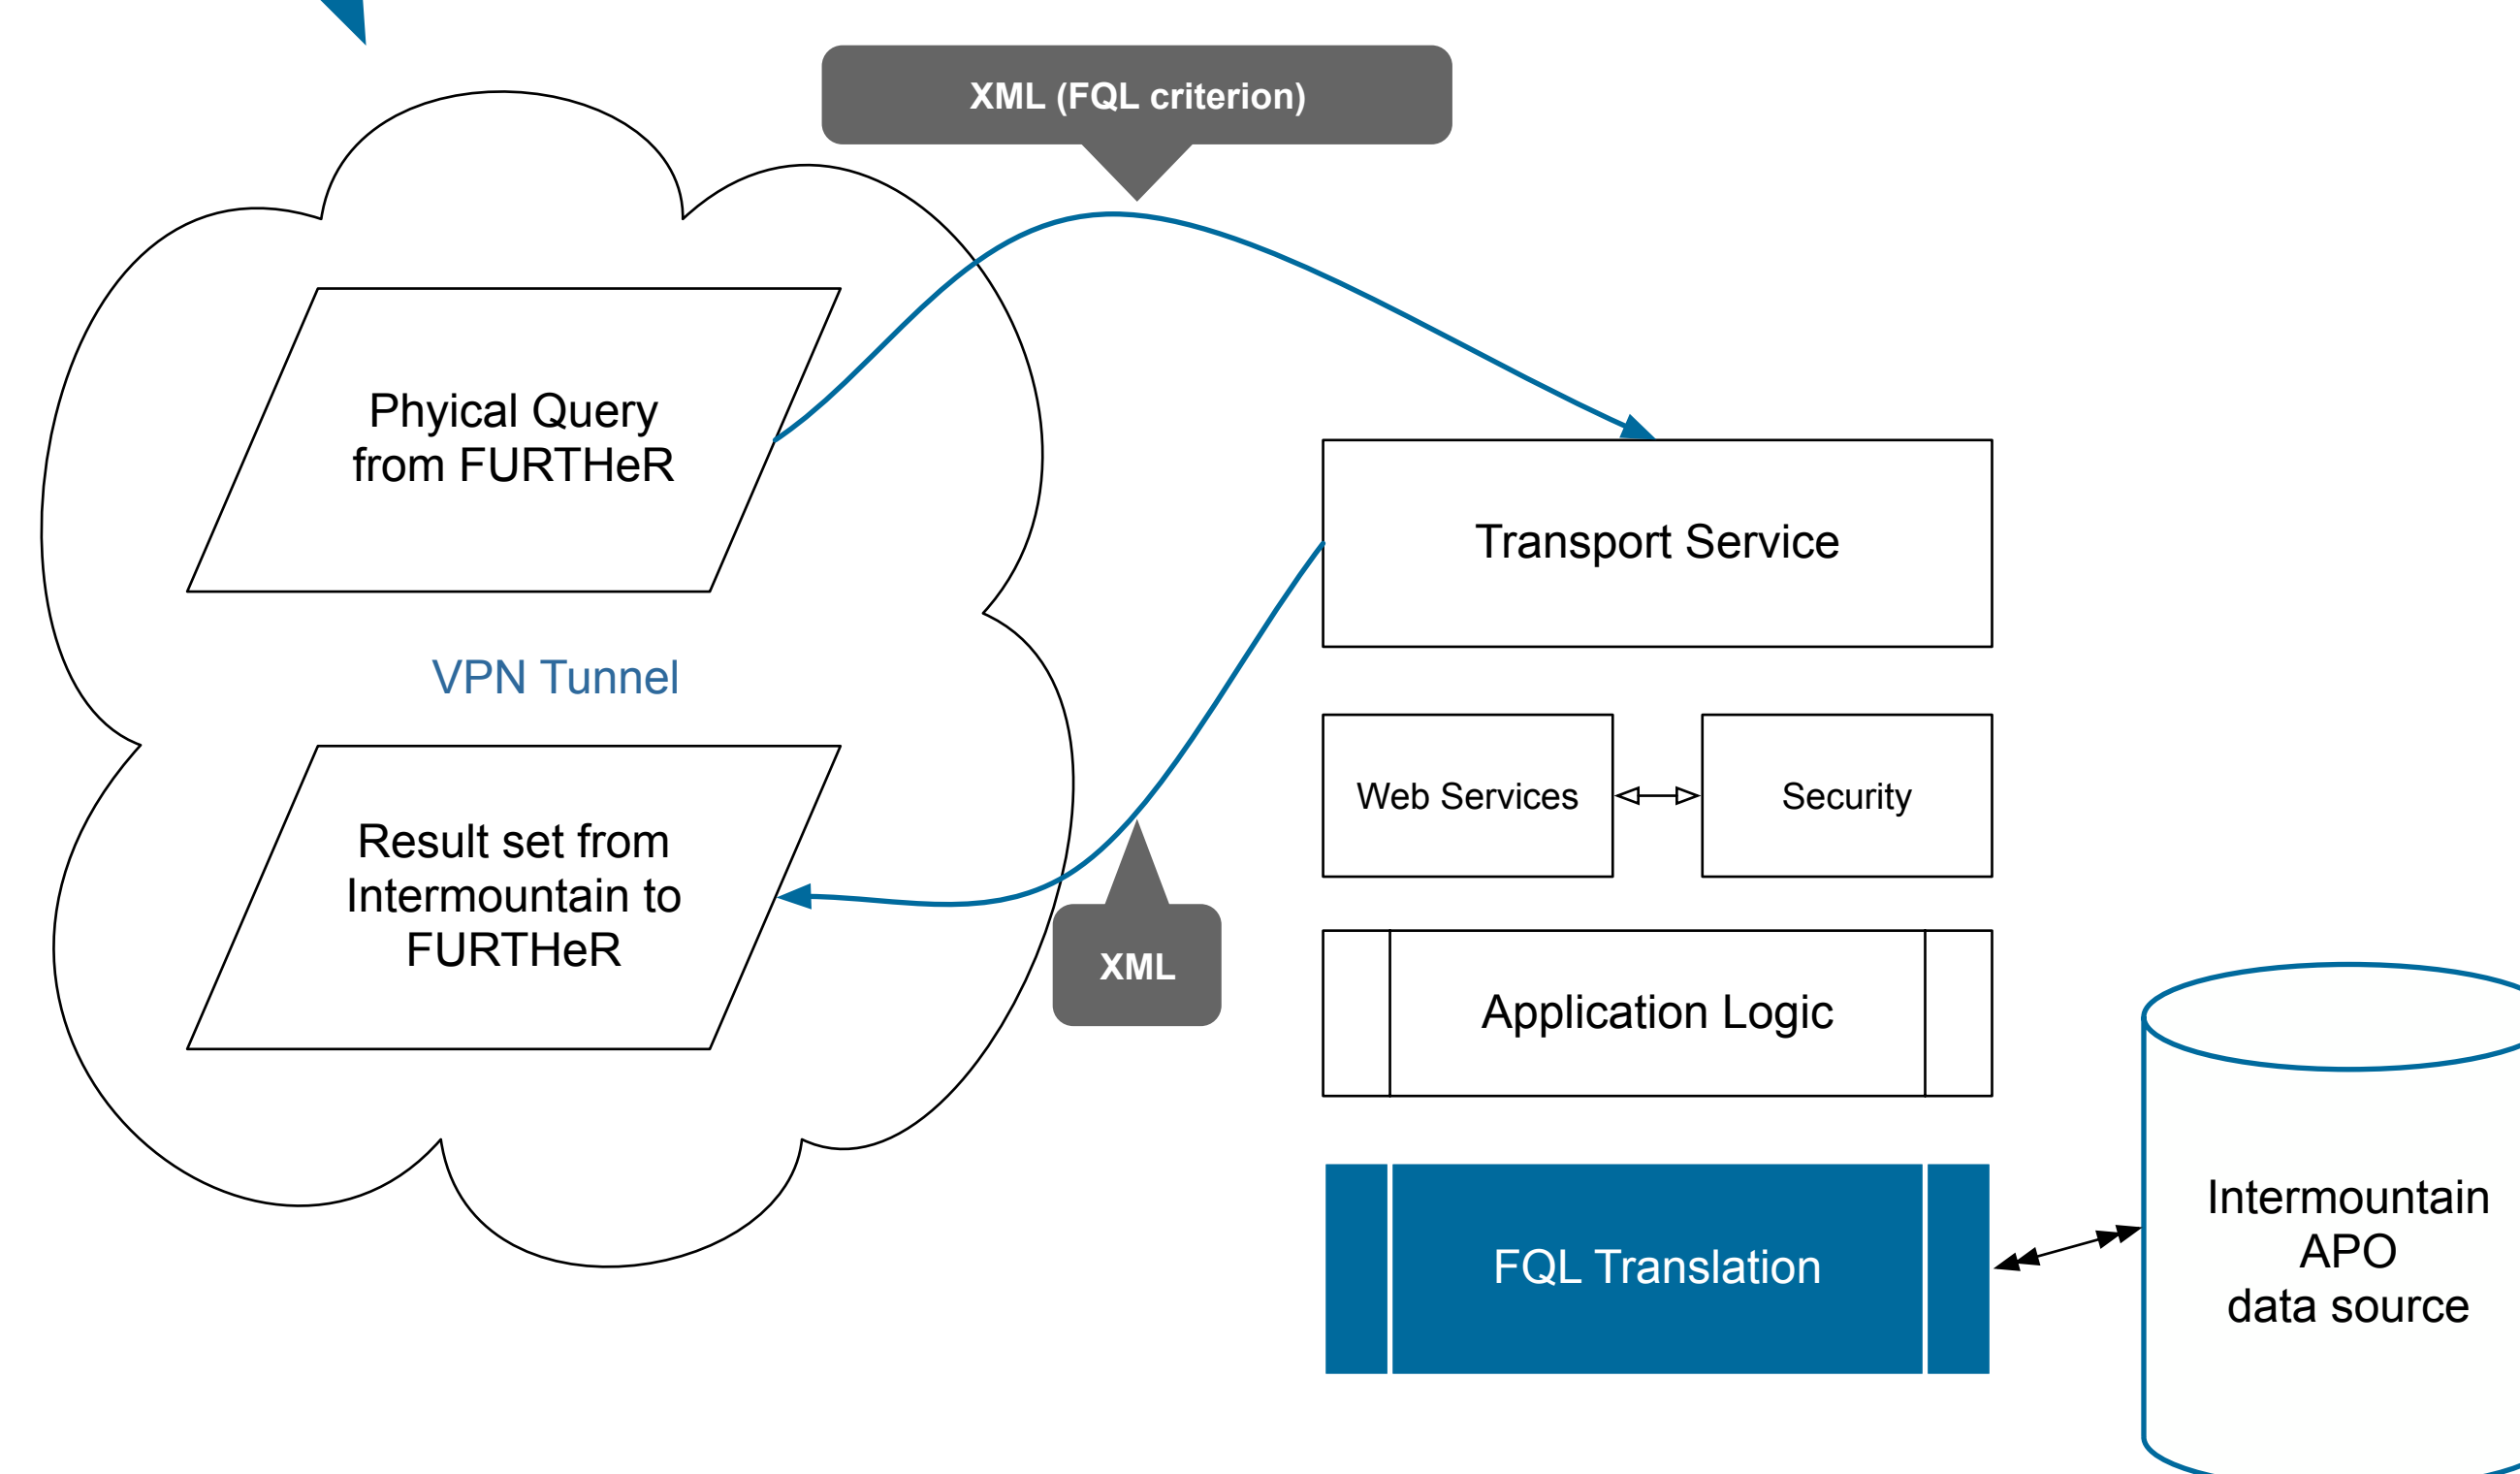 XML (FQL criterion)
Phyical Query
from FURTHeR
Transport Service
VPN Tunnel
Web Services
Security
Result set from
Intermountain to
FURTHeR
XML
Application Logic
Intermountain
APO
data source
FQL Translation